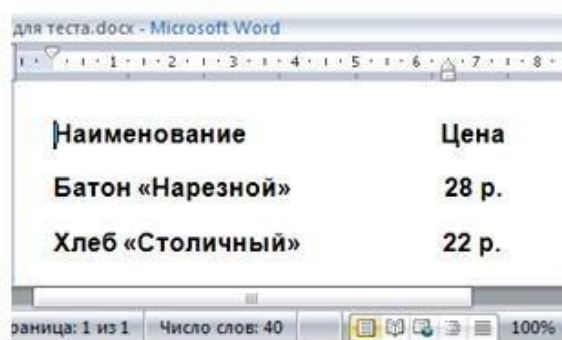 для теста.docx - Microsoft Word
1 2 3 4 5 6 7 8
Наименование Цена
Батон «Нарезной» 28 р.
Хлеб «Столичный» 22 р.
раница: 1 из 1 Число слов: 40 100%